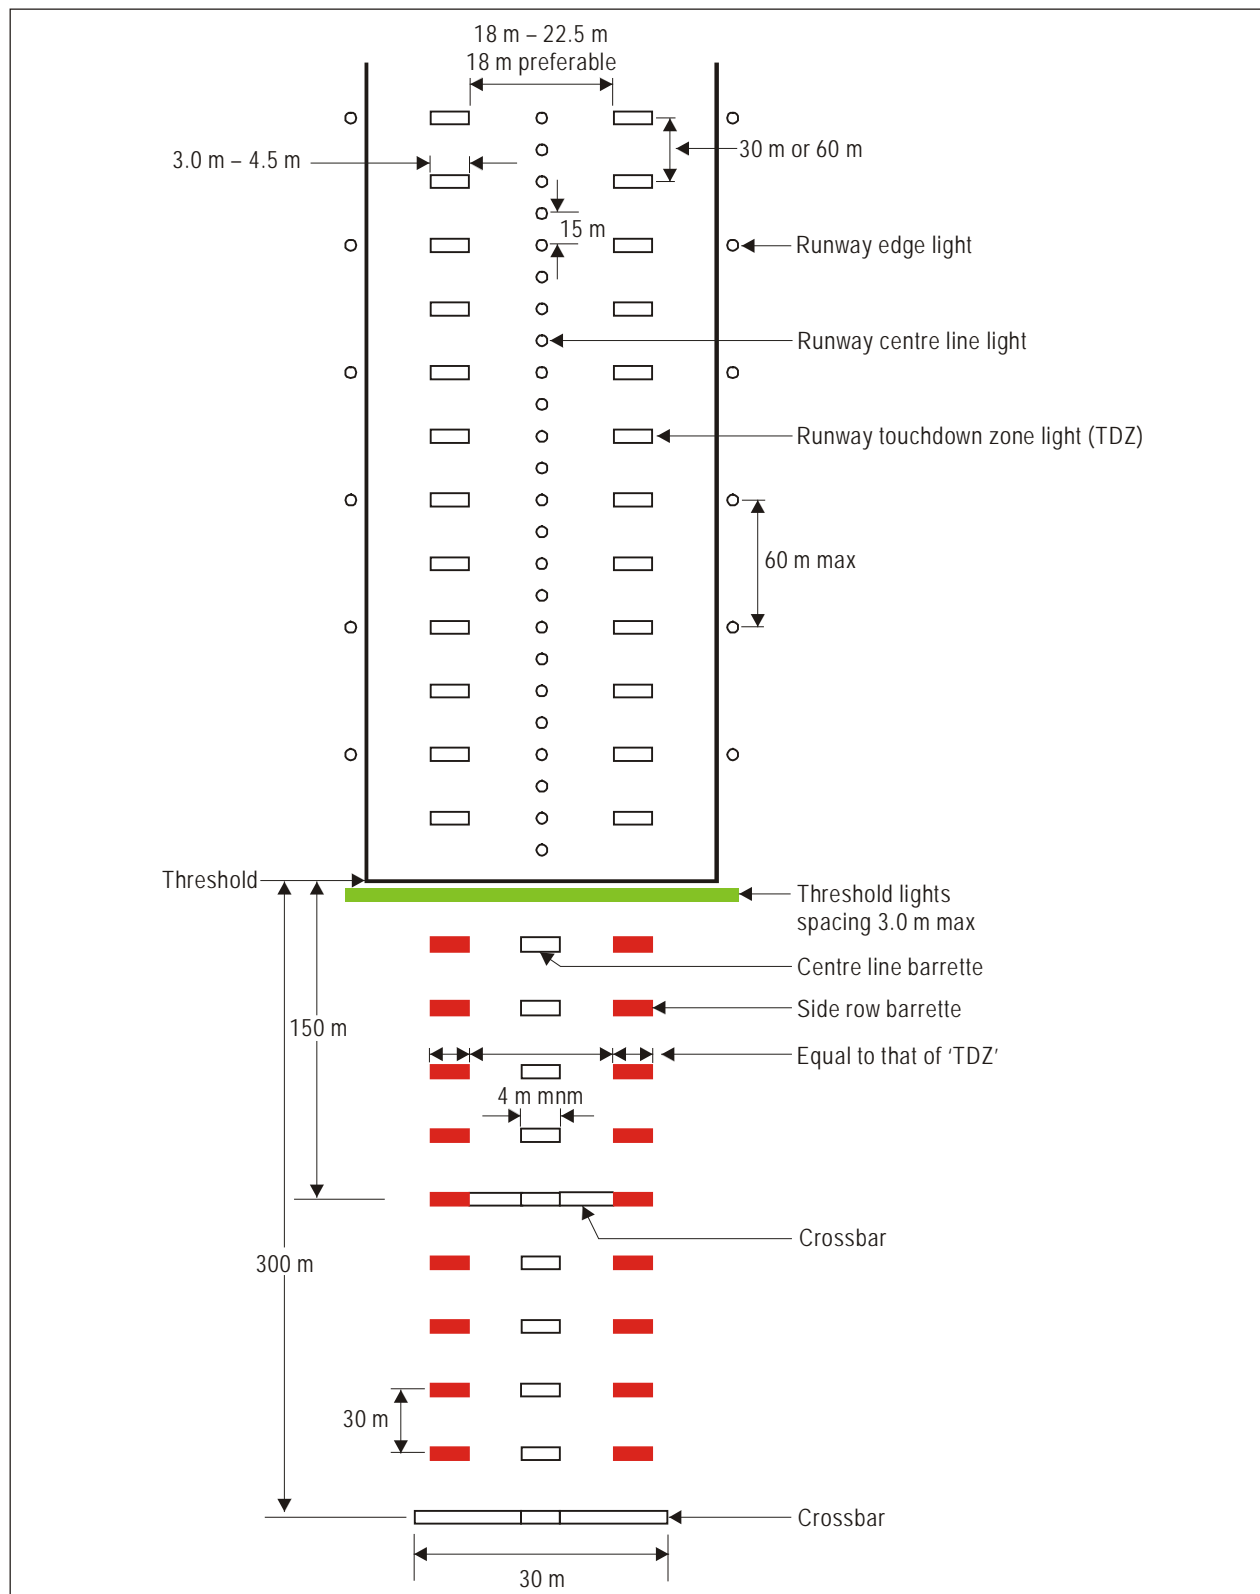 18 m – 22.5 m
18 m preferable
3.0 m – 4.5 m
30 m or 60 m
15 m
Runway edge light
Runway centre line light
Runway touchdown zone light (TDZ)
60 m max
Threshold
Threshold lights
spacing 3.0 m max
Centre line barrette
Side row barrette
150 m
Equal to that of ‘TDZ’
4 m mnm
Crossbar
300 m
30 m
Crossbar
30 m